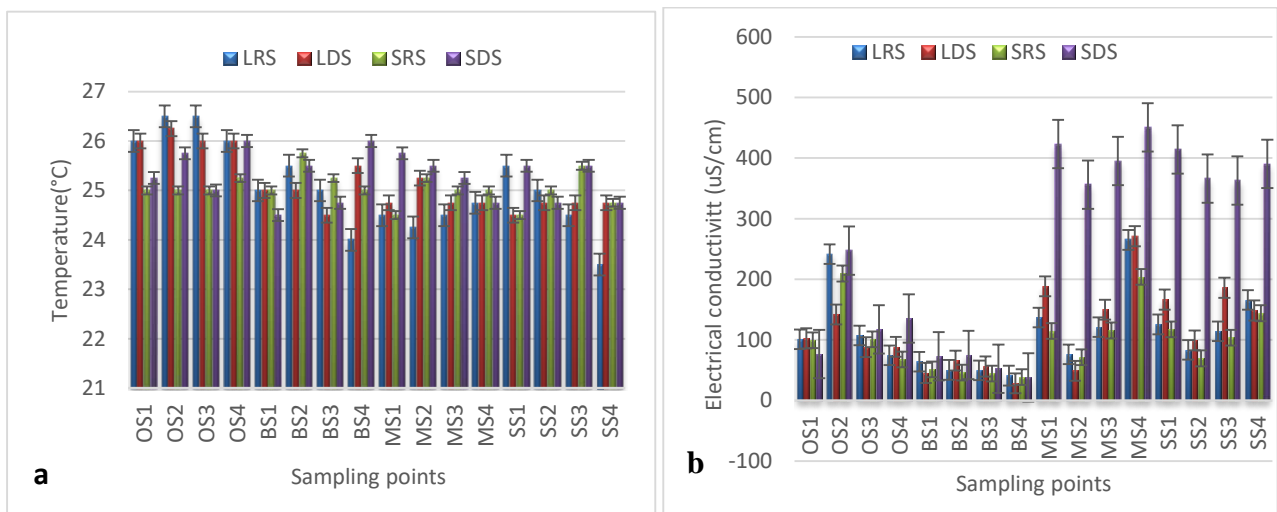 LRS LDS SRS SDS
27
26
25
24
23
22
21
Temperature(°C)
OS1 OS2 OS3 OS4 BS1 BS2 BS3 BS4 MS1 MS2 MS3 MS4 SS1 SS2 SS3 SS4
Sampling points
a
600
LRS LDS SRS SDS
500
400
300
200
100
0
-100
Electrical conductivitt (uS/cm)
OS1 OS2 OS3 OS4 BS1 BS2 BS3 BS4 MS1 MS2 MS3 MS4 SS1 SS2 SS3 SS4
Sampling points
b